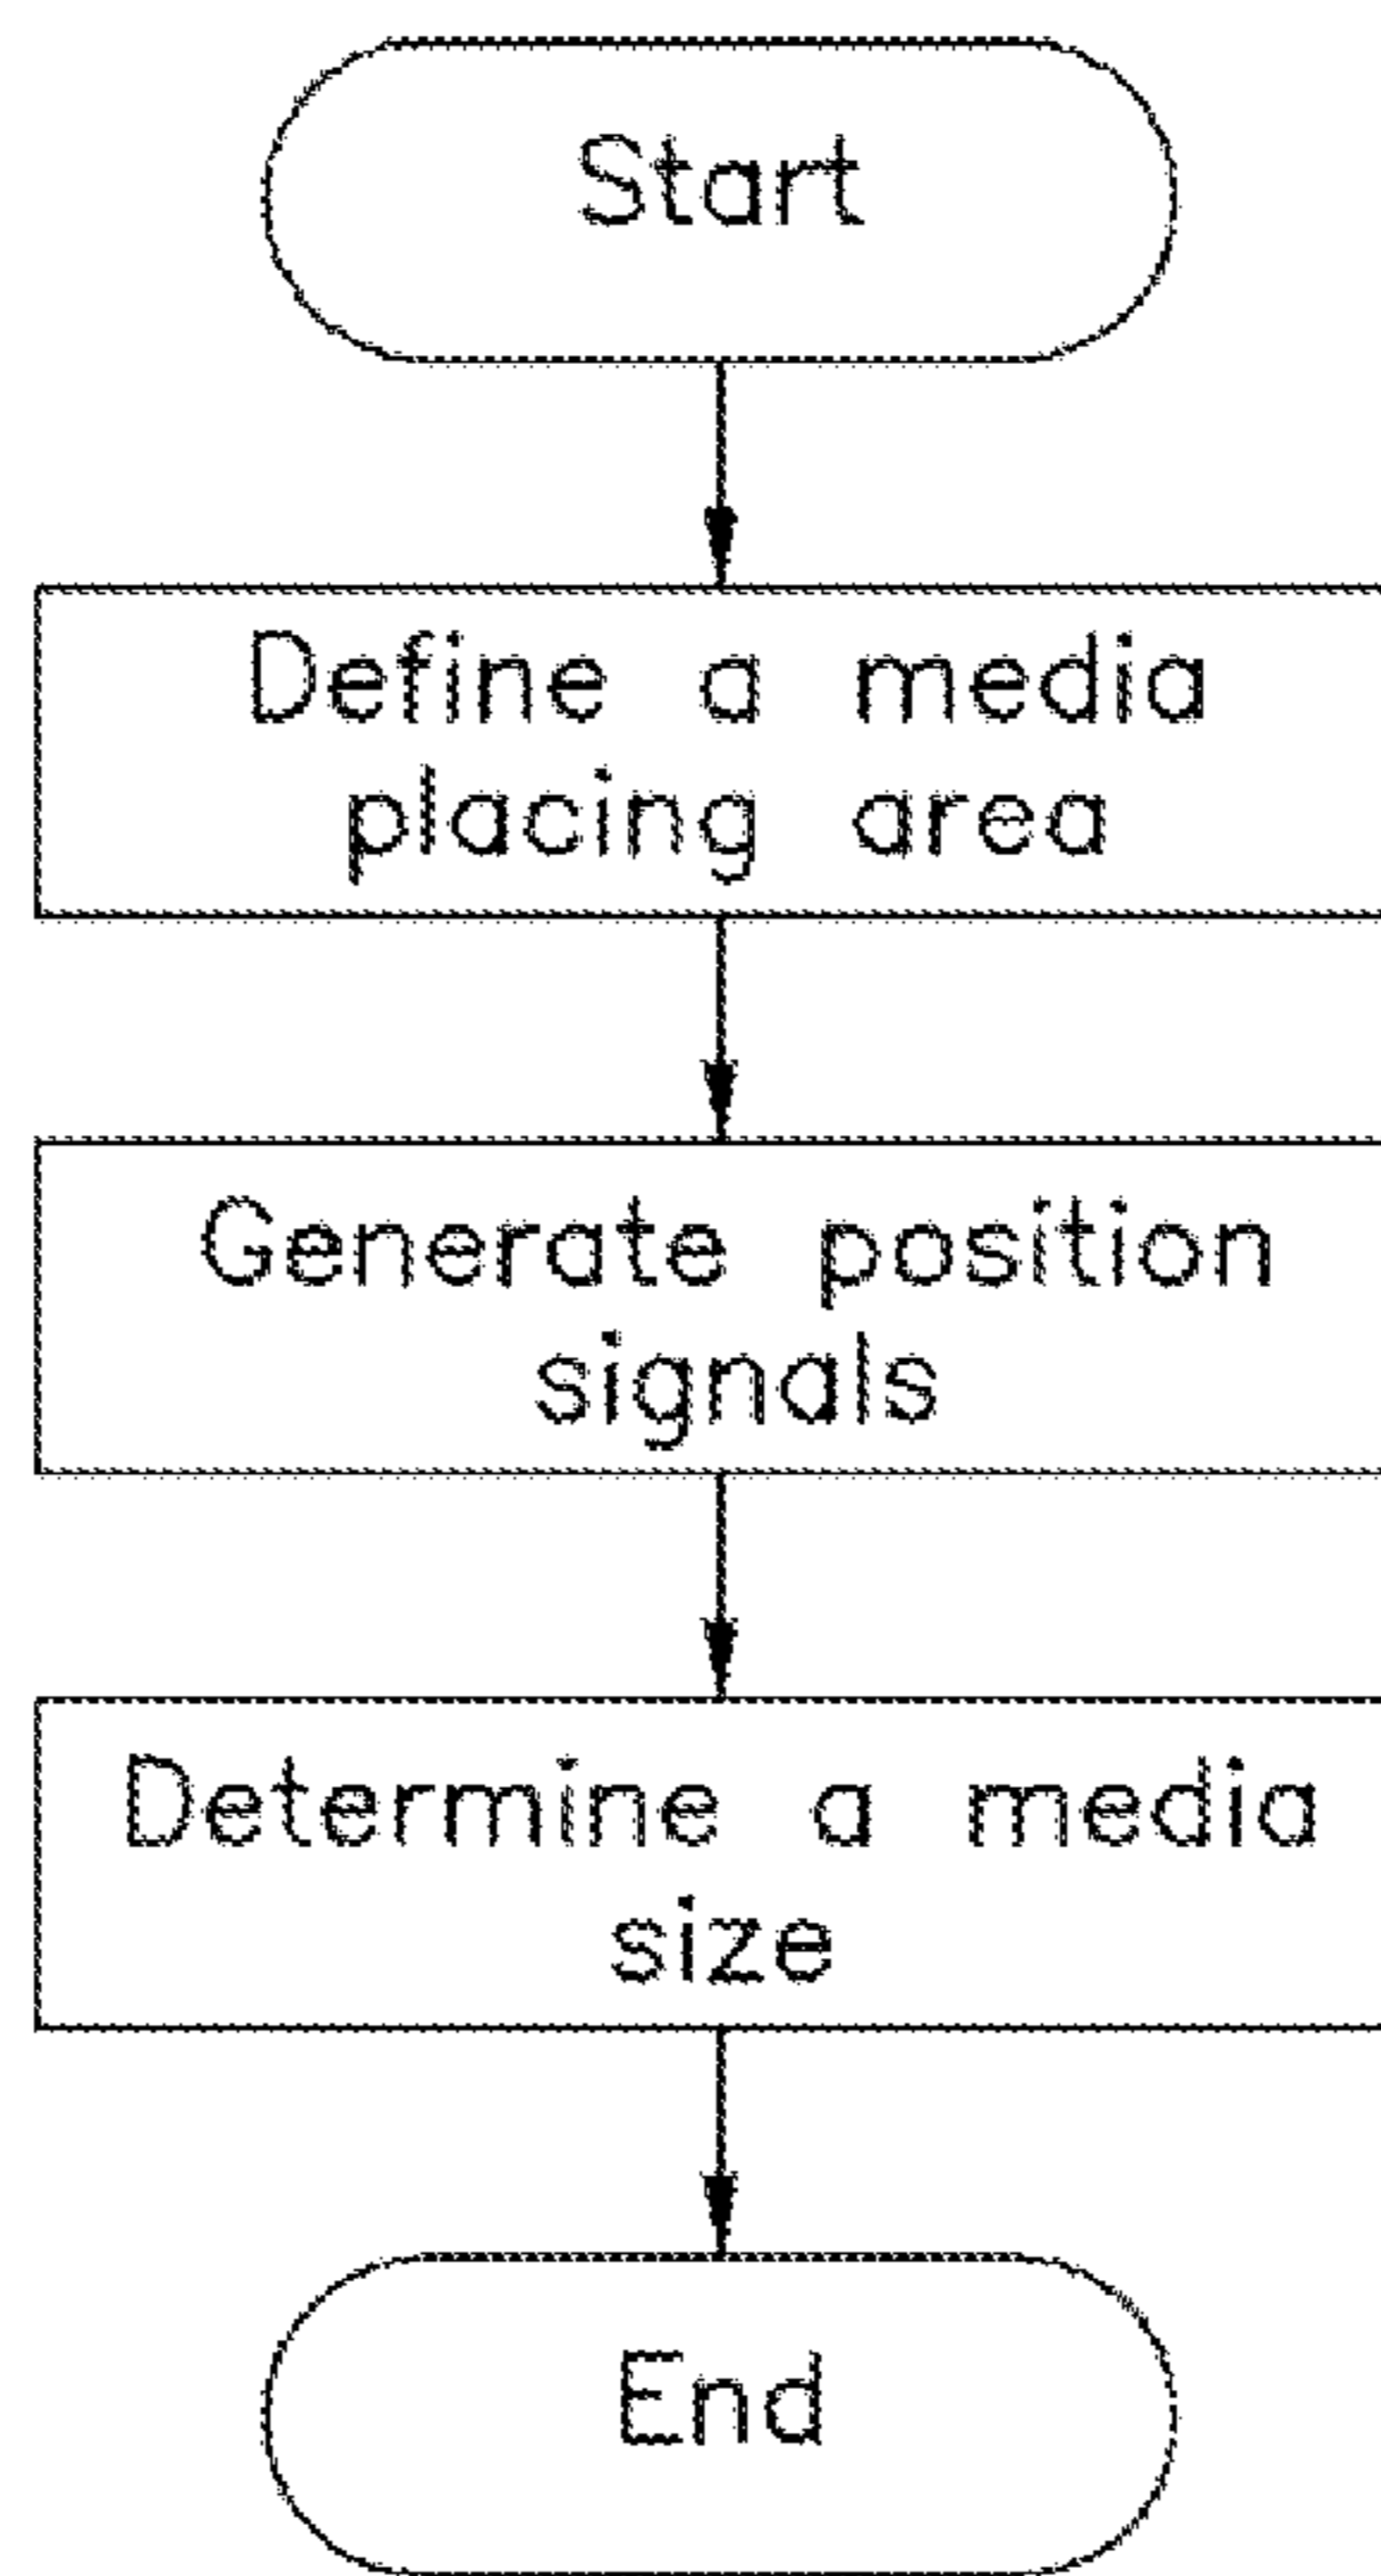 Start
Define a media
placing area
Generate position
signals
Determine a media
size
End